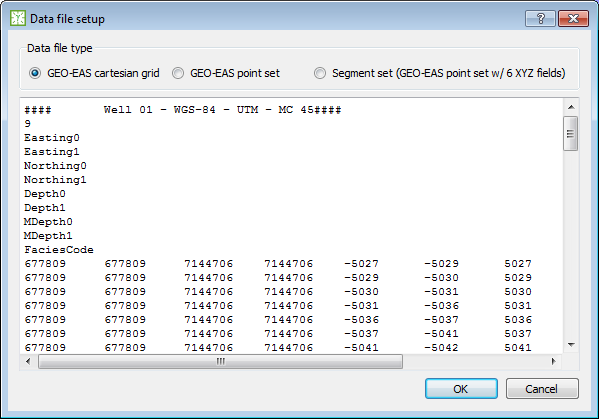 Data file setup
Data file type
GEO-EAS cartesian grid GEO-EAS point set Segment set (GEO-EAS point set w/ 6 XYZ fields)
#### Well 01 - WGS-84 - UTM - MC 45####
9
Easting0
Easting1
Northing0
Northing1
Depth0
Depth1
MDepth0
MDepth1
FaciesCode
677809 677809 7144706 7144706 -5027 -5029 5027
677809 677809 7144706 7144706 -5029 -5030 5029
677809 677809 7144706 7144706 -5030 -5031 5030
677809 677809 7144706 7144706 -5031 -5036 5031
677809 677809 7144706 7144706 -5036 -5037 5036
677809 677809 7144706 7144706 -5037 -5041 5037
677809 677809 7144706 7144706 -5041 -5042 5041
OK Cancel